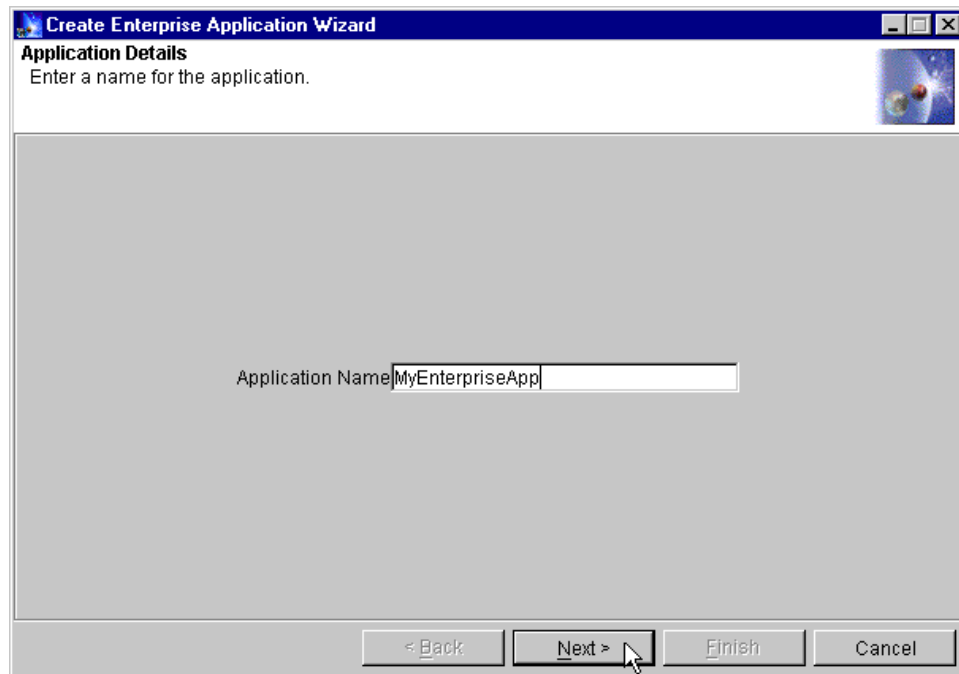 Create Enterprise Application Wizard
Application Details
Enter a name for the application.
Application Name MyEnterpriseApp
< Back Next > Finish Cancel